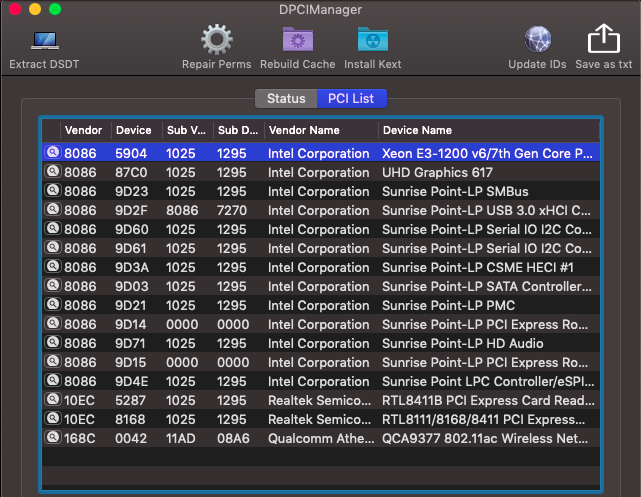 DPCIManager
Extract DSDT Repair Perms Rebuild Cache Install Kext Update IDs Save as txt
Status PCI List
Vendor Device Sub V... Sub D... Vendor Name Device Name
8086 5904 1025 1295 Intel Corporation Xeon E3-1200 v6/7th Gen Core P...
8086 87C0 1025 1295 Intel Corporation UHD Graphics 617
8086 9D23 1025 1295 Intel Corporation Sunrise Point-LP SMBus
8086 9D2F 8086 7270 Intel Corporation Sunrise Point-LP USB 3.0 xHCI C...
8086 9D60 1025 1295 Intel Corporation Sunrise Point-LP Serial IO I2C Co...
8086 9D61 1025 1295 Intel Corporation Sunrise Point-LP Serial IO I2C Co...
8086 9D3A 1025 1295 Intel Corporation Sunrise Point-LP CSME HECI #1
8086 9D03 1025 1295 Intel Corporation Sunrise Point-LP SATA Controller...
8086 9D21 1025 1295 Intel Corporation Sunrise Point-LP PMC
8086 9D14 0000 0000 Intel Corporation Sunrise Point-LP PCI Express Ro...
8086 9D71 1025 1295 Intel Corporation Sunrise Point-LP HD Audio
8086 9D15 0000 0000 Intel Corporation Sunrise Point-LP PCI Express Ro...
8086 9D4E 1025 1295 Intel Corporation Sunrise Point LPC Controller/eSPI...
10EC 5287 1025 1295 Realtek Semico... RTL8411B PCI Express Card Read...
10EC 8168 1025 1295 Realtek Semico... RTL8111/8168/8411 PCI Express...
168C 0042 11AD 08A6 Qualcomm Athe... QCA9377 802.11ac Wireless Net...